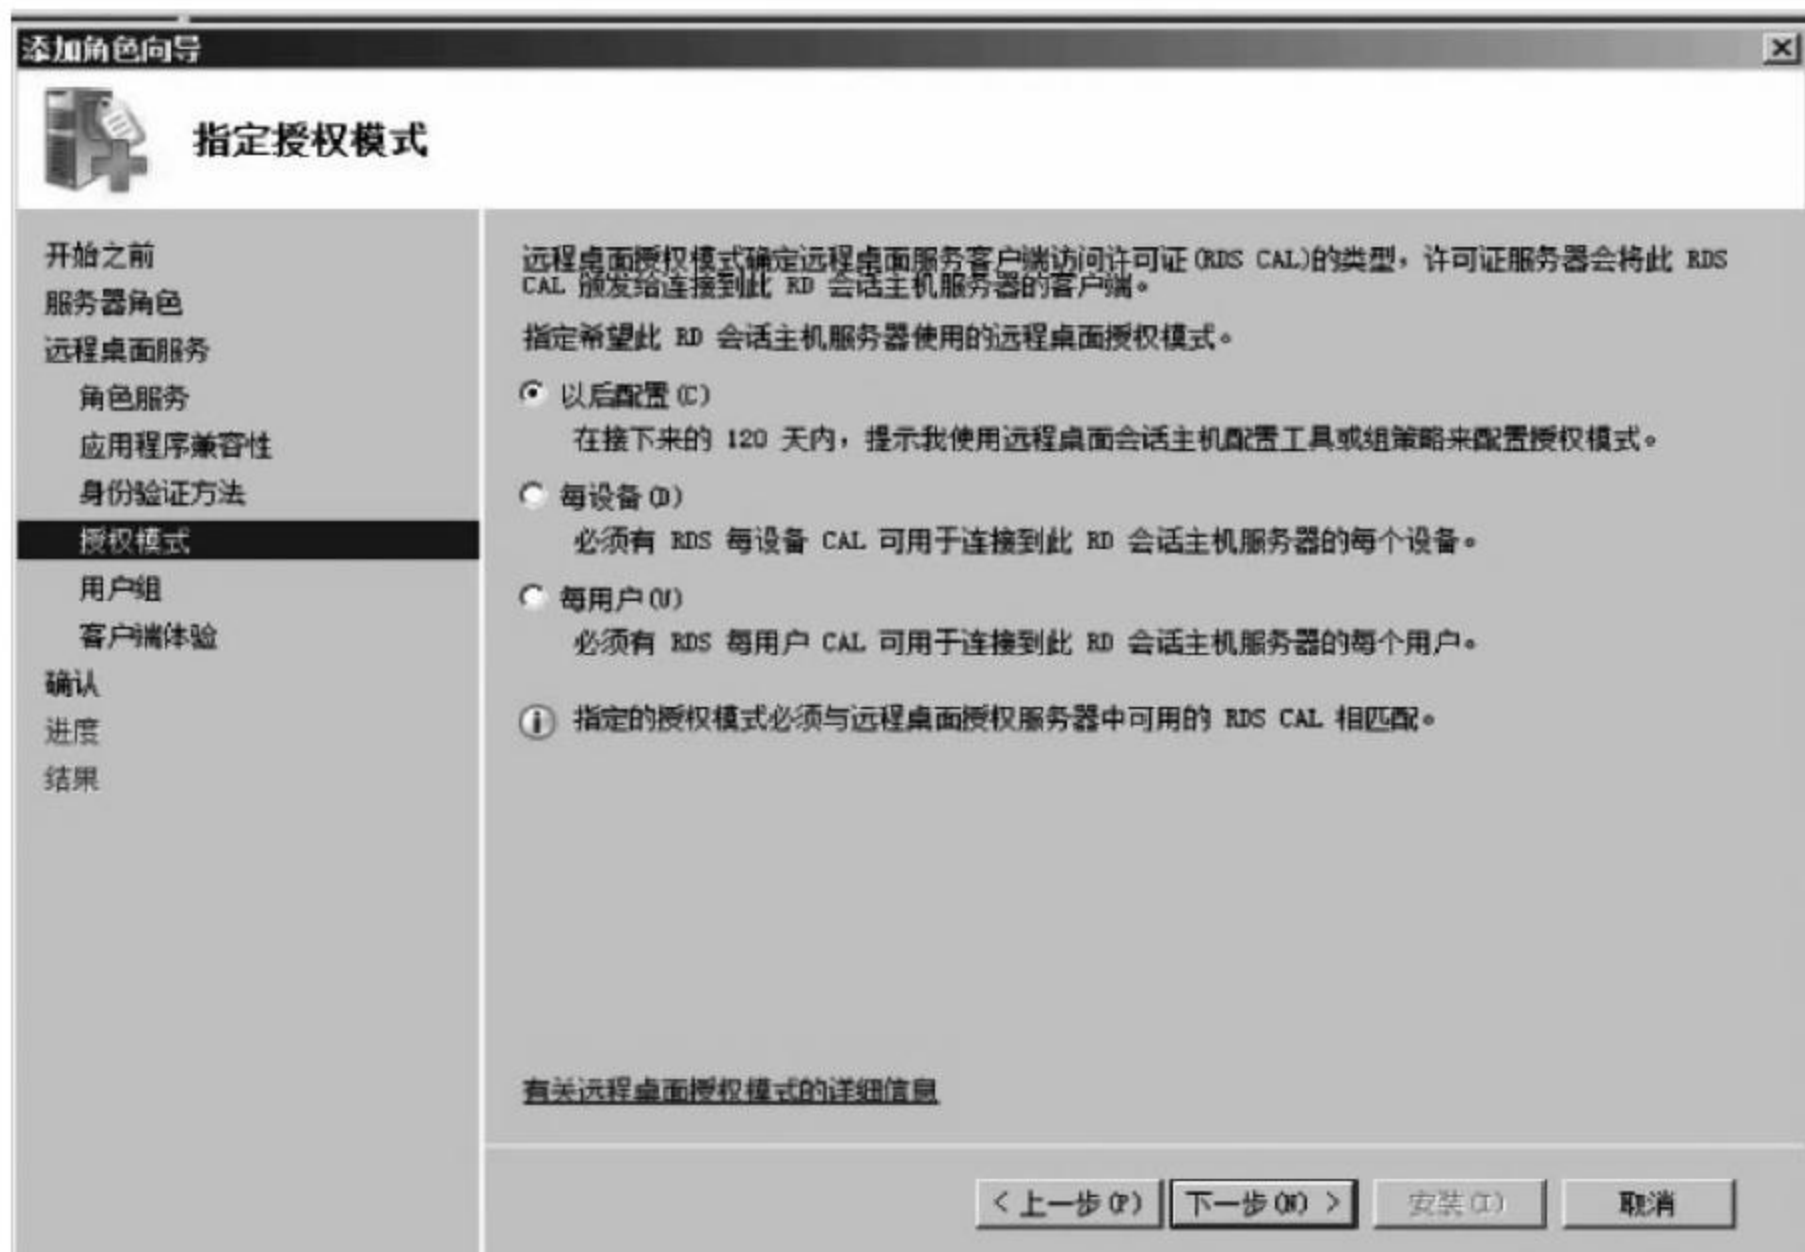 添加角色向导
指定授权模式
开始之前
服务器角色
远程桌面服务
角色服务
应用程序兼容性
身份验证方法
授权模式
用户组
客户端体验
确认
进度
结果
远程桌面授权模式确定远程桌面服务客户端访问许可证(RDS CAL)的类型，许可证服务器会将此 RDS
CAL 颁发给连接到此 RD 会话主机服务器的客户端。
指定希望此 RD 会话主机服务器使用的远程桌面授权模式。
以后配置(C)
在接下来的 120 天内，提示我使用远程桌面会话主机配置工具或组策略来配置授权模式。
每设备(D)
必须有 RDS 每设备 CAL 可用于连接到此 RD 会话主机服务器的每个设备。
每用户(U)
必须有 RDS 每用户 CAL 可用于连接到此 RD 会话主机服务器的每个用户。
指定的授权模式必须与远程桌面授权服务器中可用的 RDS CAL 相匹配。
有关远程桌面授权模式的详细信息
< 上一步(P) 下一步(N) > 安装(I) 取消